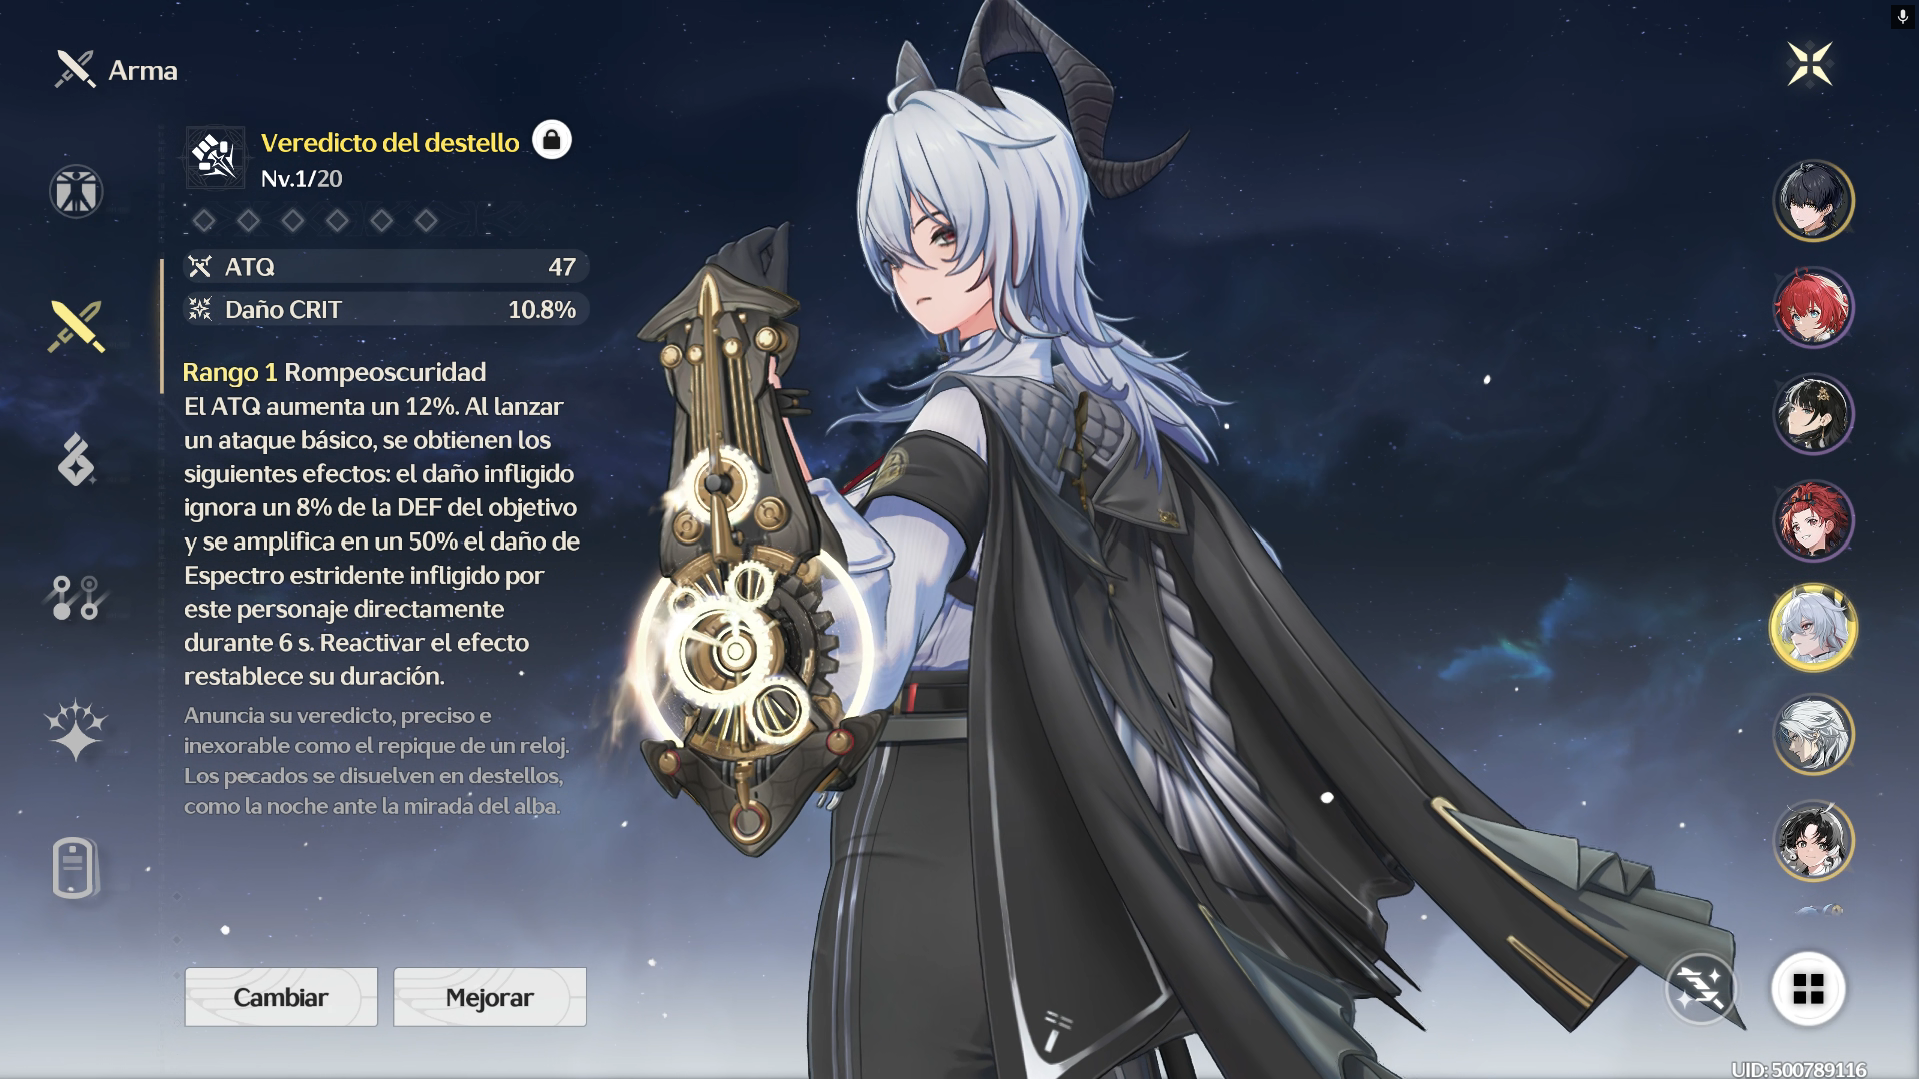 Arma
Veredicto del destello
Nv.1/20
ATQ 47
Daño CRIT 10.8%
Rango 1 Rompeoscuridad
El ATQ aumenta un 12%. Al lanzar
un ataque básico, se obtienen los
siguientes efectos: el daño infligido
ignora un 8% de la DEF del objetivo
y se amplifica en un 50% el daño de
Espectro estridente infligido por
este personaje directamente
durante 6 s. Reactivar el efecto
restablece su duración.
Anuncia su veredicto, preciso e
inexorable como el repique de un reloj.
Los pecados se disuelven en destellos,
como la noche ante la mirada del alba.
Cambiar
Mejorar
UID:500789116